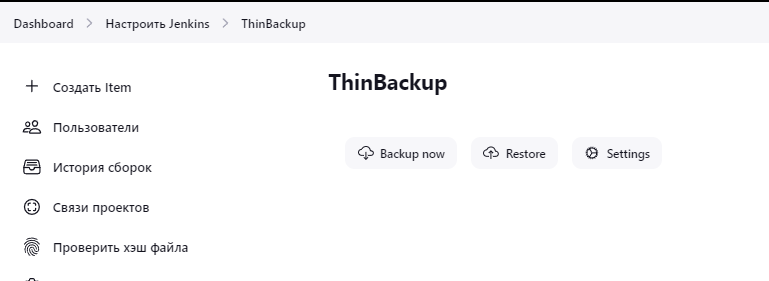 Dashboard > Настроить Jenkins > ThinBackup
ThinBackup
Backup now Restore Settings
Создать Item
Пользователи
История сборок
Связи проектов
Проверить хэш файла